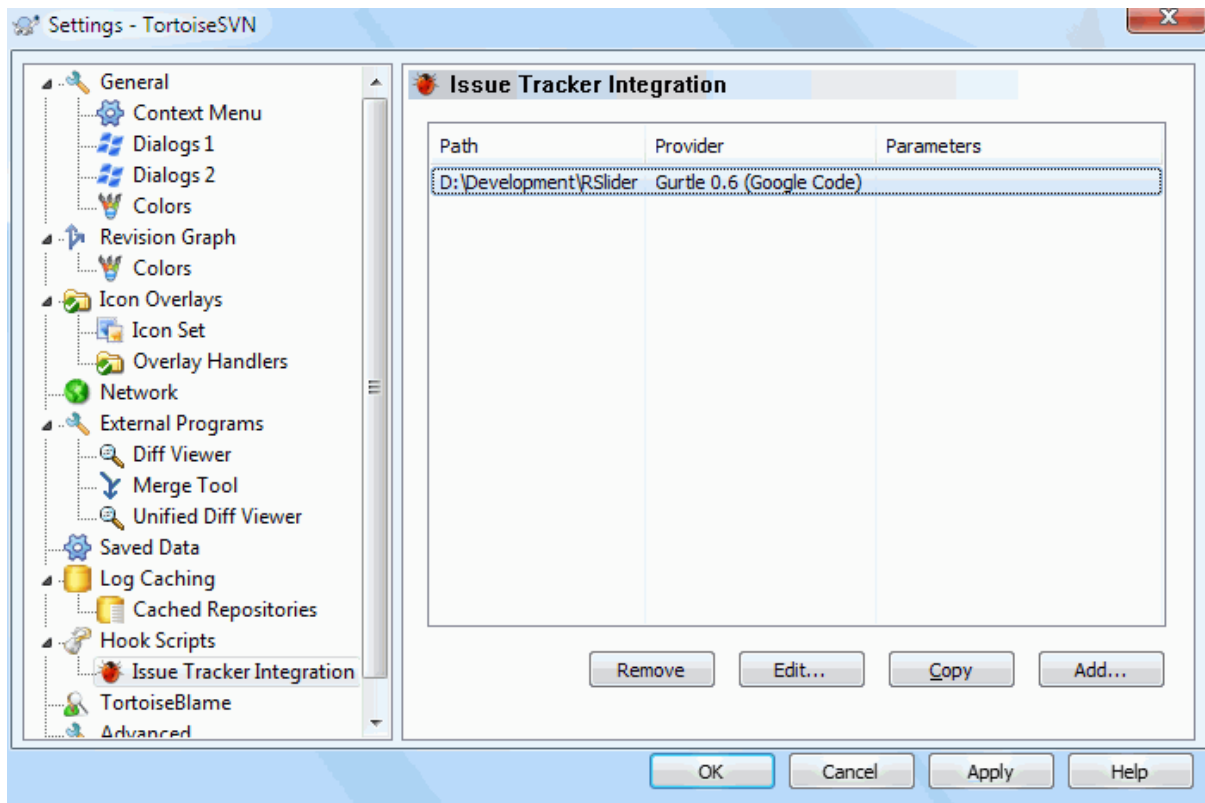 Settings - TortoiseSVN
General
Context Menu
Dialogs 1
Dialogs 2
Colors
Revision Graph
Colors
Icon Overlays
Icon Set
Overlay Handlers
Network
External Programs
Diff Viewer
Merge Tool
Unified Diff Viewer
Saved Data
Log Caching
Cached Repositories
Hook Scripts
Issue Tracker Integration
TortoiseBlame
Advanced
Issue Tracker Integration
Path Provider Parameters
D:\Development\RSlider Gurtle 0.6 (Google Code)
Remove Edit... Copy Add...
OK Cancel Apply Help